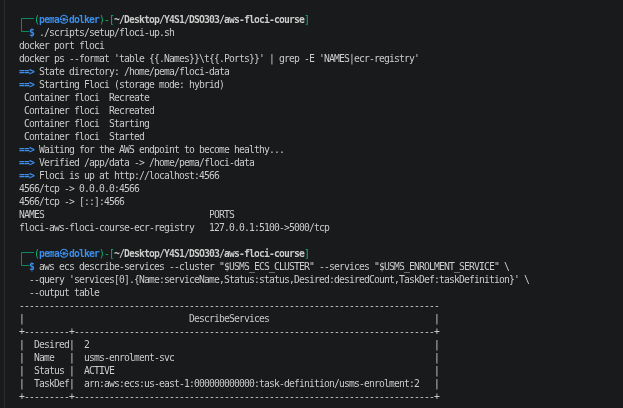 ┌──(pema㉿dolker)-[~/Desktop/Y4S1/DSO303/aws-floci-course]
└─$ ./scripts/setup/floci-up.sh
docker port floci
docker ps --format 'table {{.Names}}\t{{.Ports}}' | grep -E 'NAMES|ecr-registry'
==> State directory: /home/pema/floci-data
==> Starting Floci (storage mode: hybrid)
 Container floci  Recreate
 Container floci  Recreated
 Container floci  Starting
 Container floci  Started
==> Waiting for the AWS endpoint to become healthy...
==> Verified /app/data -> /home/pema/floci-data
==> Floci is up at http://localhost:4566
4566/tcp -> 0.0.0.0:4566
4566/tcp -> [::]:4566
NAMES                                 PORTS
floci-aws-floci-course-ecr-registry   127.0.0.1:5100->5000/tcp

┌──(pema㉿dolker)-[~/Desktop/Y4S1/DSO303/aws-floci-course]
└─$ aws ecs describe-services --cluster "$USMS_ECS_CLUSTER" --services "$USMS_ENROLMENT_SERVICE" \
  --query 'services[0].{Name:serviceName,Status:status,Desired:desiredCount,TaskDef:taskDefinition}' \
  --output table
------------------------------------------------------------------------------------
|                                 DescribeServices                                 |
+---------+------------------------------------------------------------------------+
|  Desired|  2                                                                     |
|  Name   |  usms-enrolment-svc                                                    |
|  Status |  ACTIVE                                                                |
|  TaskDef|  arn:aws:ecs:us-east-1:000000000000:task-definition/usms-enrolment:2   |
+---------+------------------------------------------------------------------------+